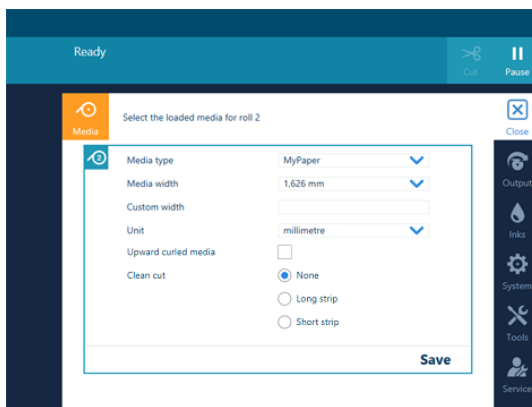 Ready
Cut
Pause
Media
Select the loaded media for roll 2
Close
2
Media type MyPaper
Media width 1,626 mm
Custom width
Unit millimetre
Upward curled media
Clean cut None
Long strip
Short strip
Save
Output
Inks
System
Tools
Service